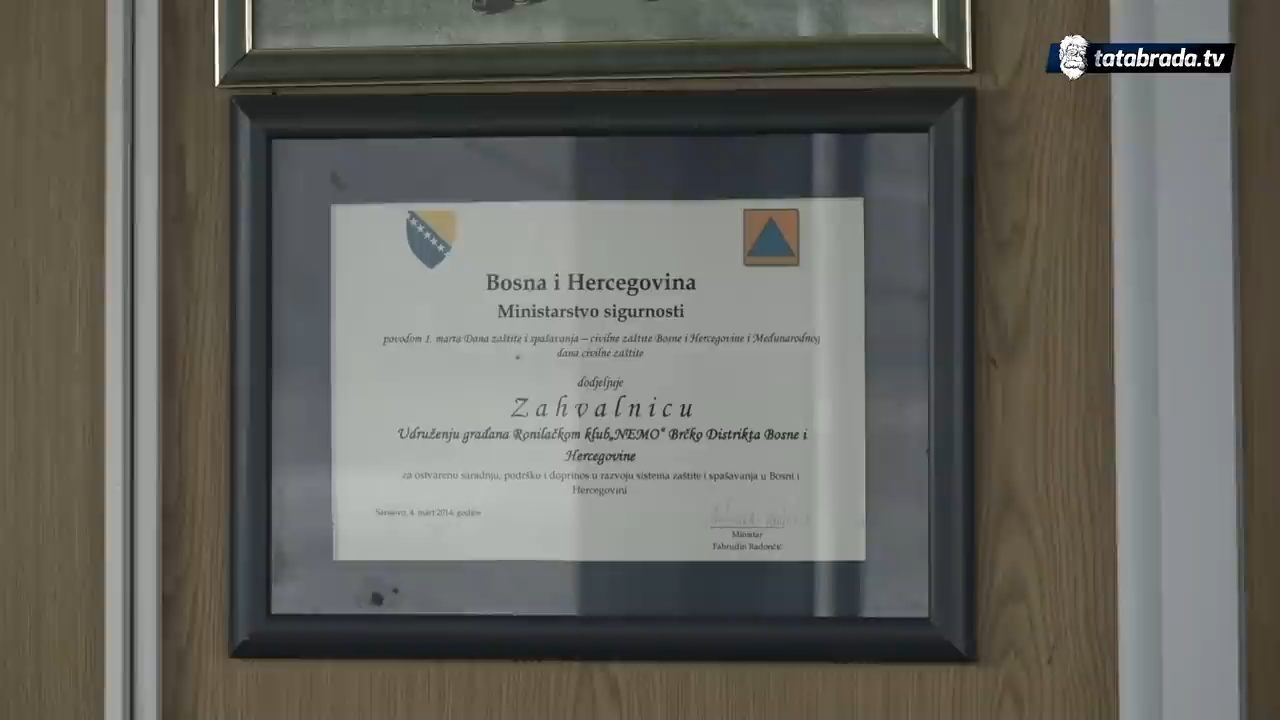 tatabrada.tv
Bosna i Hercegovina
Ministarstvo sigurnosti
povodom 1. marta Dana zaštite i spašavanja – civilne zaštite Bosne i Hercegovine i Međunarodnog
dana civilne zaštite
dodjeljuje
Zahvalnicu
Udruženju građana Ronilačkom klub„NEMO“ Brčko Distrikta Bosne i
Hercegovine
za ostvarenu saradnju, podršku i doprinos u razvoju sistema zaštite i spašavanja u Bosni i
Hercegovini
Sarajevo, 4. mart 2014. godine
Ministar
Fahrudin Radončić